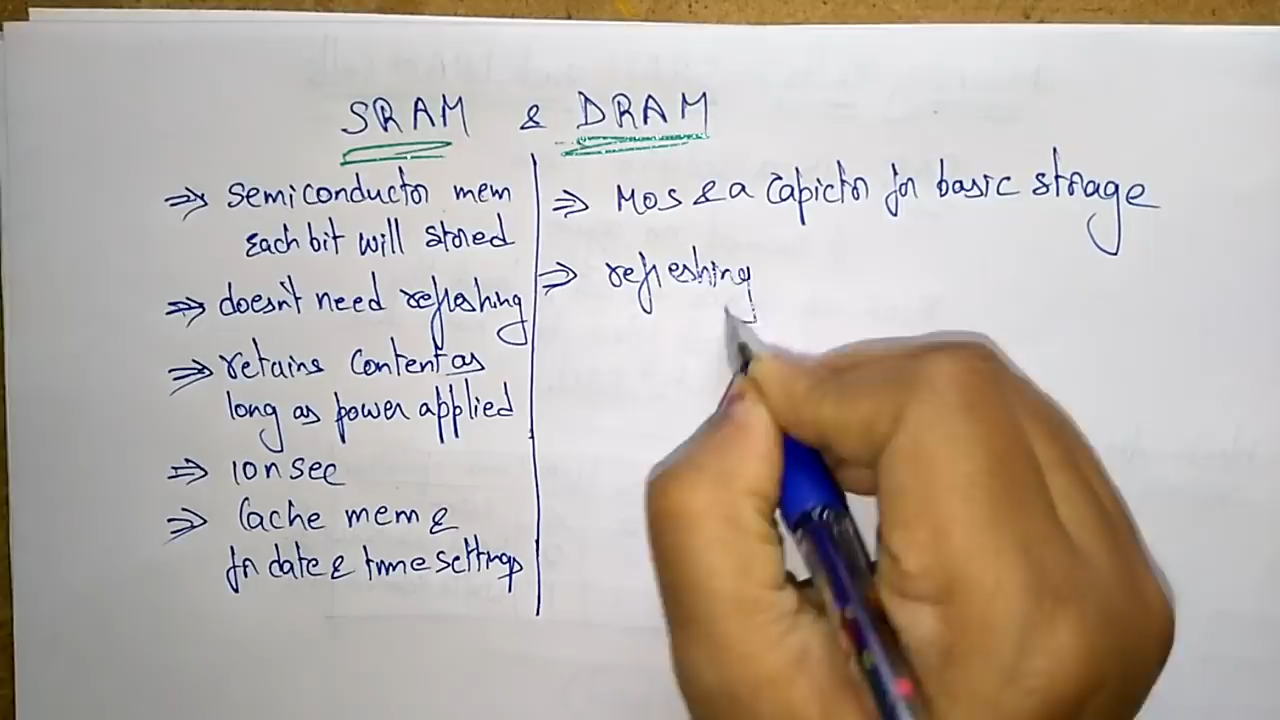 SRAM & DRAM
⇒ semiconductor mem
Each bit will stored
⇒ doesn't need refreshing
⇒ retains content as
long as power applied
⇒ 10nsec
⇒ Cache mem &
for date & time settings
⇒ MOS & a Capictor for basic storage
⇒ refreshing